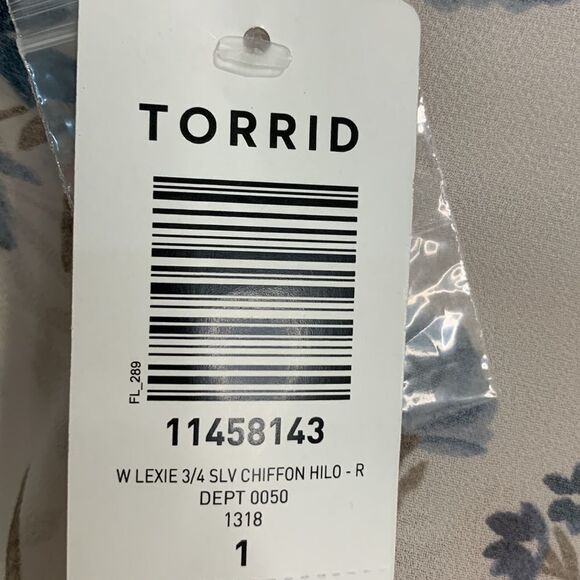 TORRID
FL_289
11458143
W LEXIE 3/4 SLV CHIFFON HILO - R
DEPT 0050
1318
1